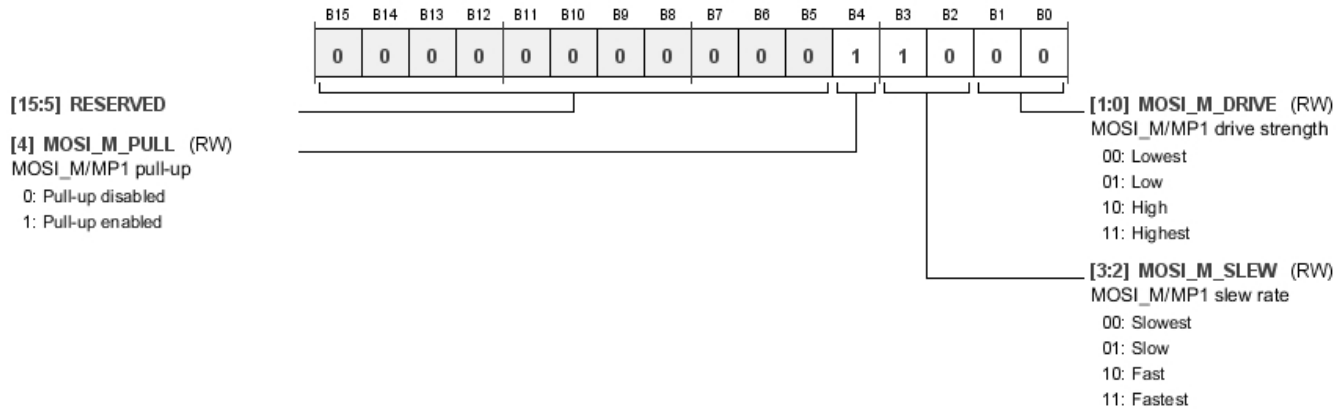 B15 B14 B13 B12 B11 B10 B9 B8 B7 B6 B5 B4 B3 B2 B1 B0
0 0 0 0 0 0 0 0 0 0 0 1 1 0 0 0
[15:5] RESERVED
[4] MOSI_M_PULL (RW)
MOSI_M/MP1 pull-up
0: Pull-up disabled
1: Pull-up enabled
[1:0] MOSI_M_DRIVE (RW)
MOSI_M/MP1 drive strength
00: Lowest
01: Low
10: High
11: Highest
[3:2] MOSI_M_SLEW (RW)
MOSI_M/MP1 slew rate
00: Slowest
01: Slow
10: Fast
11: Fastest